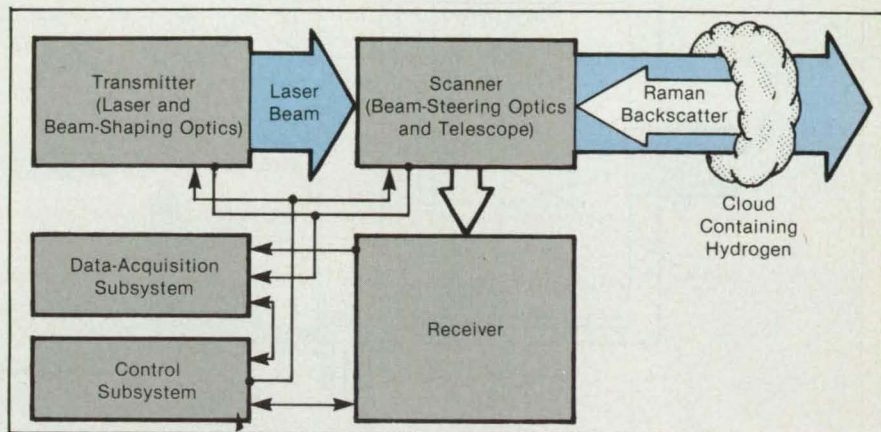 Transmitter
(Laser and
Beam-Shaping Optics)
Laser
Beam
Scanner
(Beam-Steering Optics
and Telescope)
Raman
Backscatter
Cloud
Containing
Hydrogen
Data-Acquisition
Subsystem
Receiver
Control
Subsystem